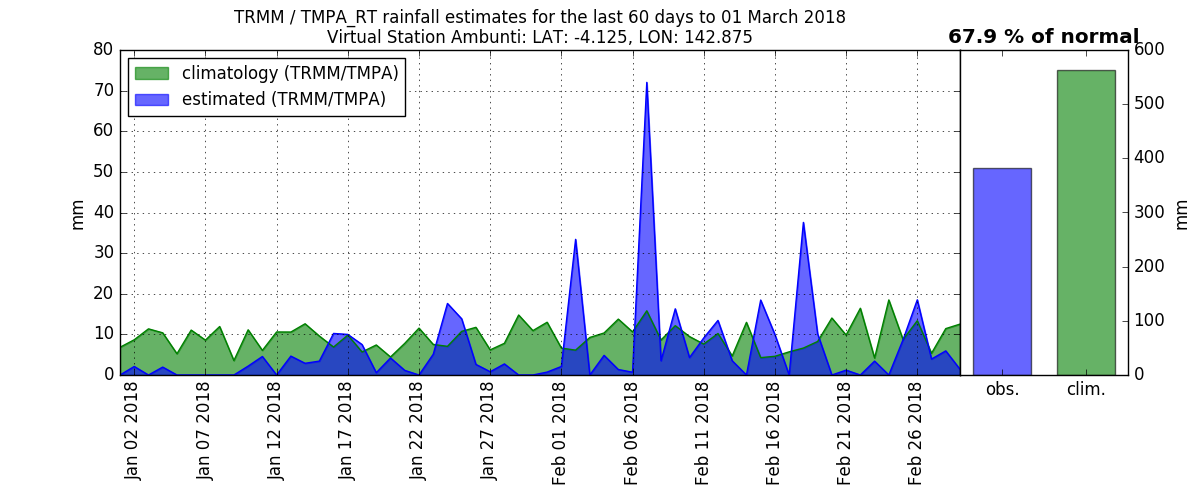 TRMM / TMPA_RT rainfall estimates for the last 60 days to 01 March 2018
Virtual Station Ambunti: LAT: -4.125, LON: 142.875
67.9 % of normal
climatology (TRMM/TMPA)
estimated (TRMM/TMPA)
80
70
60
50
40
30
20
10
0
mm
Jan 02 2018
Jan 07 2018
Jan 12 2018
Jan 17 2018
Jan 22 2018
Jan 27 2018
Feb 01 2018
Feb 06 2018
Feb 11 2018
Feb 16 2018
Feb 21 2018
Feb 26 2018
obs.
clim.
600
500
400
300
200
100
0
mm